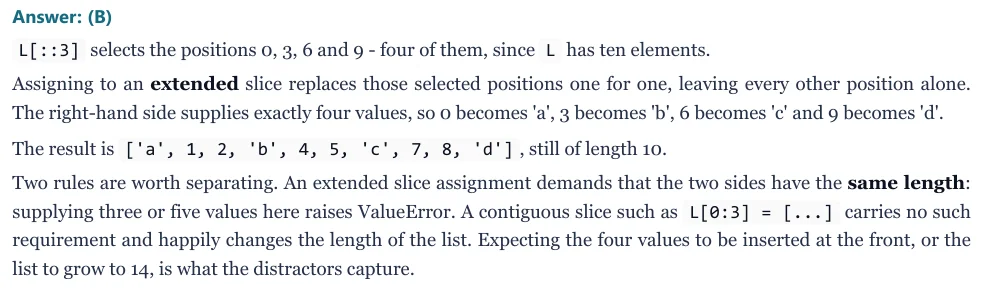 Answer: (B)
L[::3] selects the positions 0, 3, 6 and 9 - four of them, since L has ten elements.
Assigning to an extended slice replaces those selected positions one for one, leaving every other position alone.
The right-hand side supplies exactly four values, so 0 becomes 'a', 3 becomes 'b', 6 becomes 'c' and 9 becomes 'd'.
The result is ['a', 1, 2, 'b', 4, 5, 'c', 7, 8, 'd'], still of length 10.
Two rules are worth separating. An extended slice assignment demands that the two sides have the same length:
supplying three or five values here raises ValueError. A contiguous slice such as L[0:3] = [...] carries no such
requirement and happily changes the length of the list. Expecting the four values to be inserted at the front, or the
list to grow to 14, is what the distractors capture.